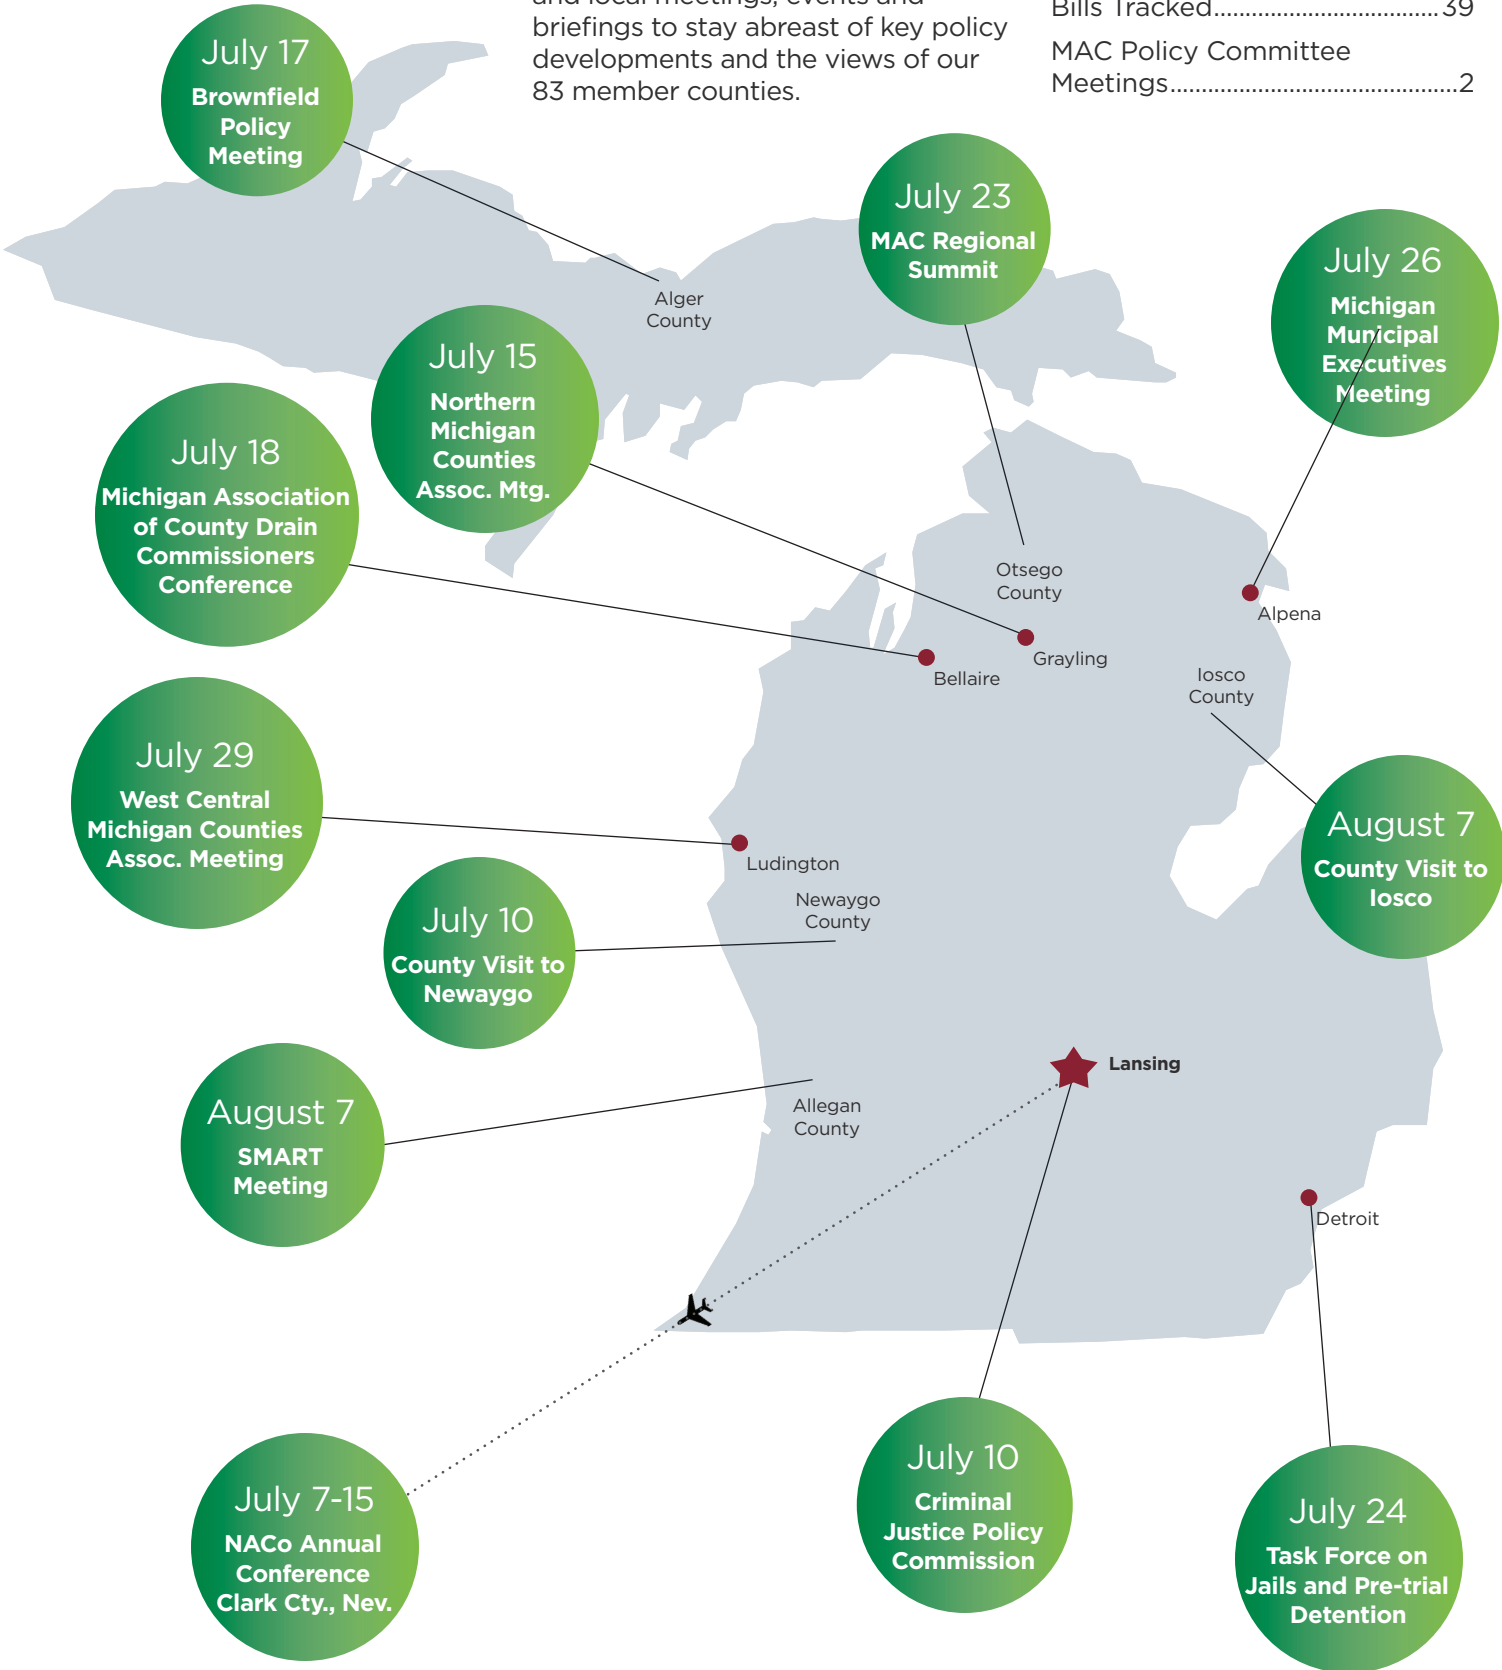 and local meetings, events and
briefings to stay abreast of key policy
developments and the views of our
83 member counties.
Bills Tracked....................................39
MAC Policy Committee
Meetings.............................................2
July 17
Brownfield
Policy
Meeting
July 23
MAC Regional
Summit
July 26
Michigan
Municipal
Executives
Meeting
Alger
County
July 15
Northern
Michigan
Counties
Assoc. Mtg.
July 18
Michigan Association
of County Drain
Commissioners
Conference
Otsego
County
Alpena
Grayling
Bellaire
Iosco
County
July 29
West Central
Michigan Counties
Assoc. Meeting
August 7
County Visit to
Iosco
Ludington
Newaygo
County
July 10
County Visit to
Newaygo
Lansing
August 7
SMART
Meeting
Allegan
County
Detroit
July 7-15
NACo Annual
Conference
Clark Cty., Nev.
July 10
Criminal
Justice Policy
Commission
July 24
Task Force on
Jails and Pre-trial
Detention